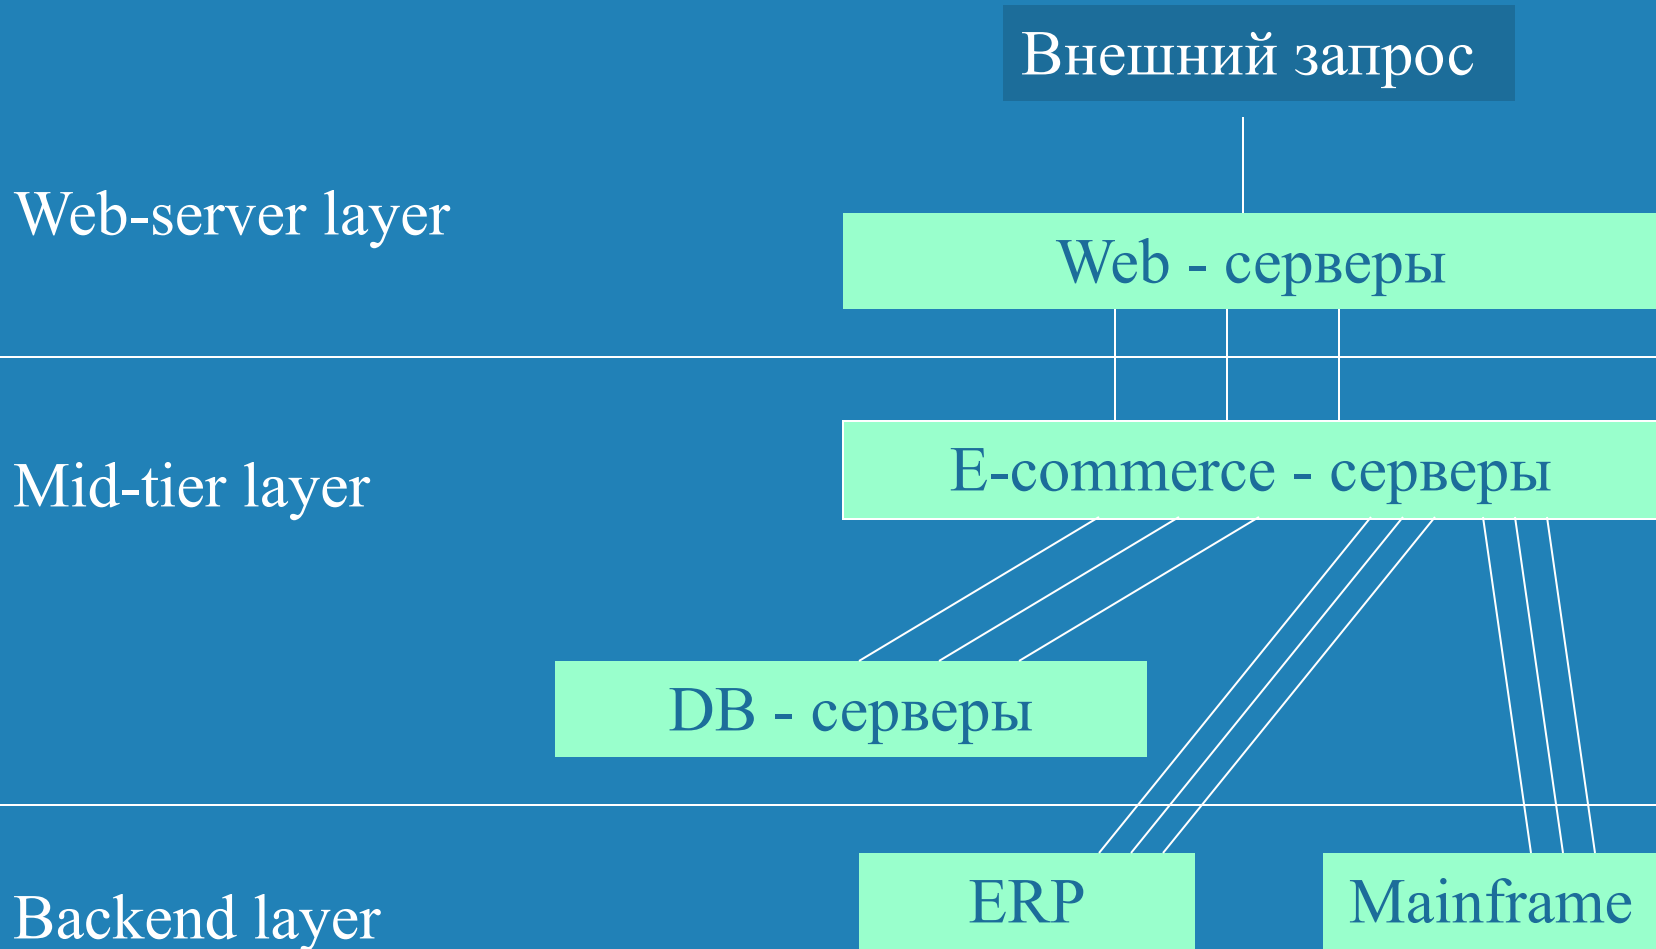 Внешний запрос
Web-server layer
Web - серверы
Mid-tier layer
E-commerce - серверы
DB - серверы
Backend layer
ERP
Mainframe